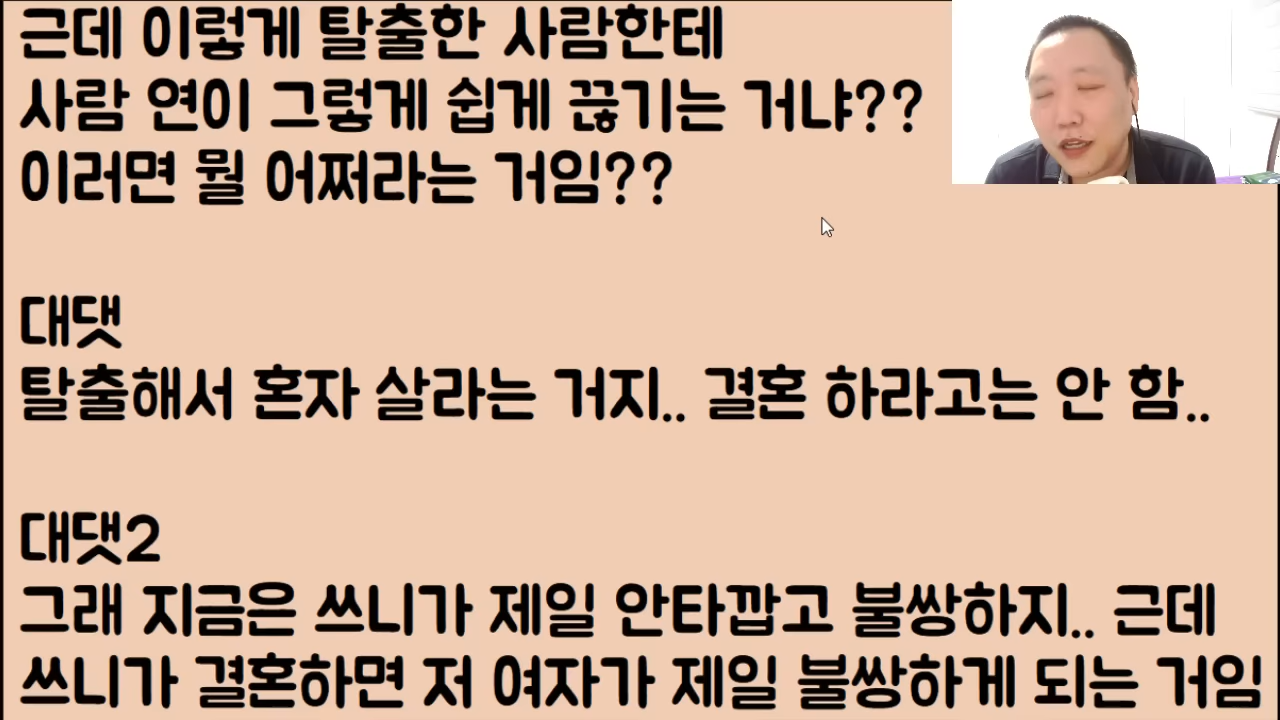 근데 이렇게 탈출한 사람한테
사람 연이 그렇게 쉽게 끊기는 거냐??
이러면 뭘 어쩌라는 거임??
대댓
탈출해서 혼자 살라는 거지.. 결혼 하라고는 안 함..
대댓2
그래 지금은 쓰니가 제일 안타깝고 불쌍하지.. 근데
쓰니가 결혼하면 저 여자가 제일 불쌍하게 되는 거임